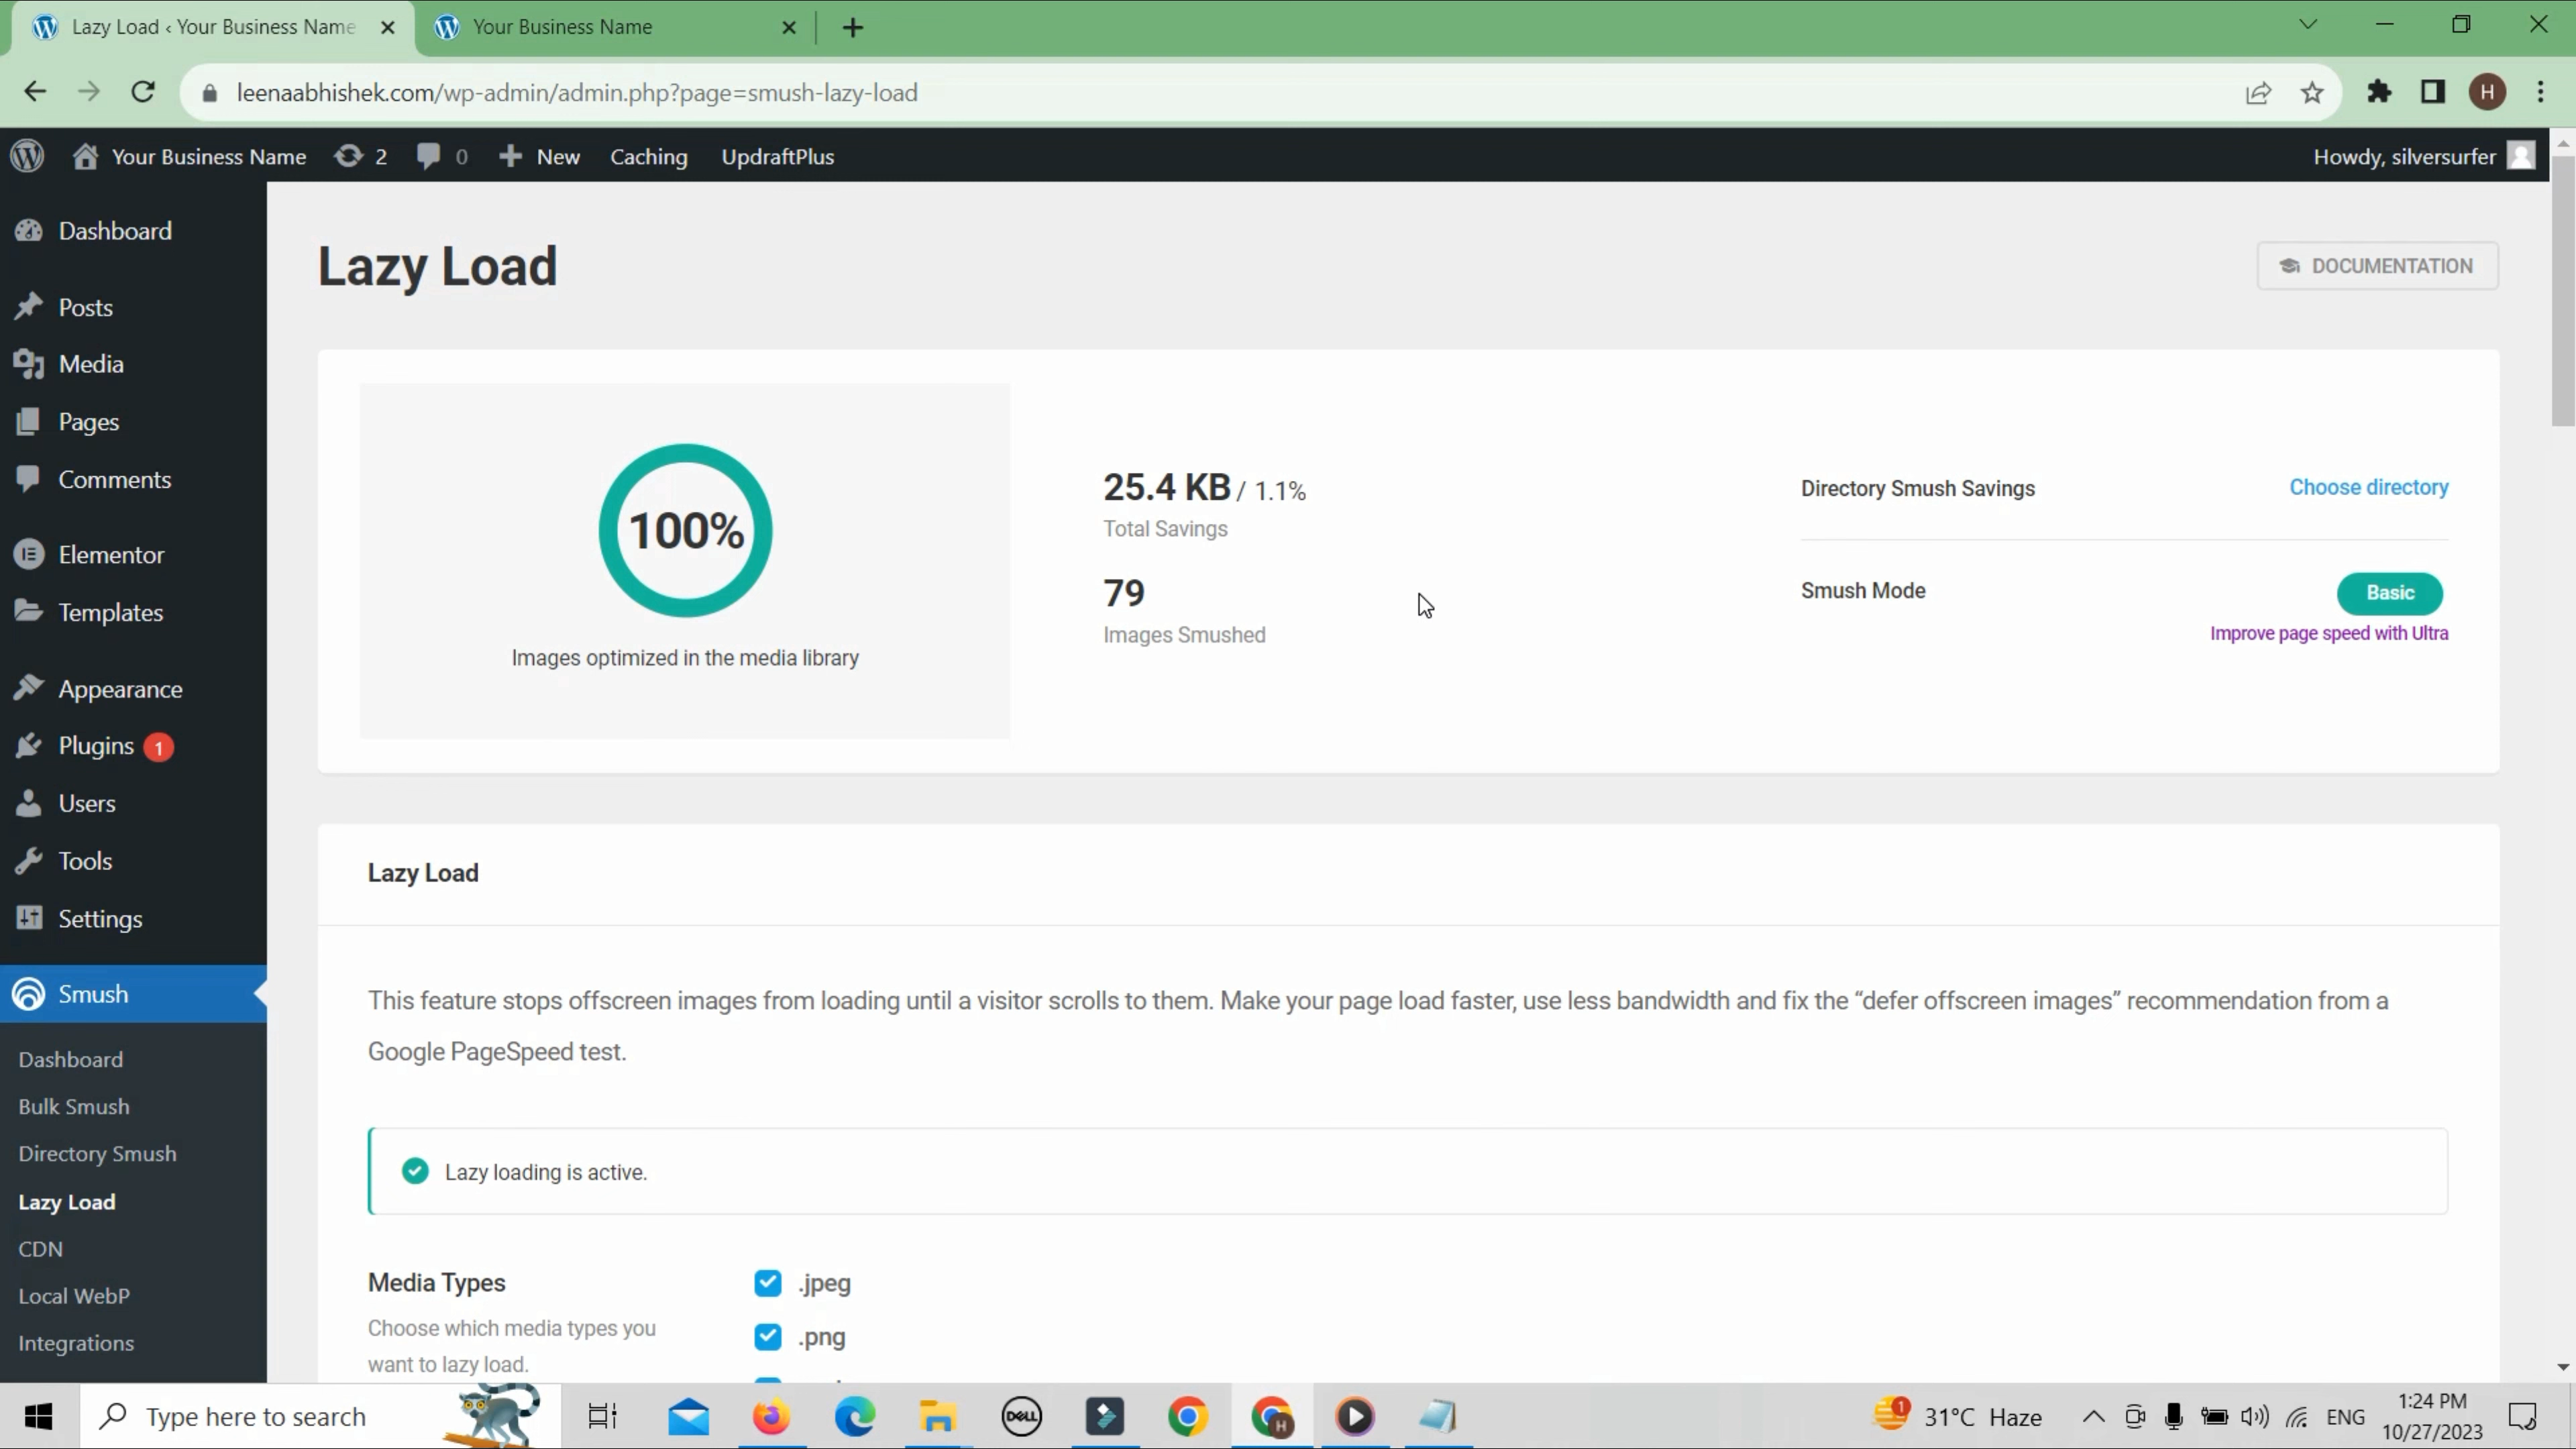 Lazy Load ‹ Your Business Name
Your Business Name
leenaabhishek.com/wp-admin/admin.php?page=smush-lazy-load
H
Your Business Name 2 0 New Caching UpdraftPlus
Howdy, silversurfer
Dashboard
Posts
Media
Pages
Comments
Elementor
Templates
Appearance
Plugins 1
Users
Tools
Settings
Smush
Dashboard
Bulk Smush
Directory Smush
Lazy Load
CDN
Local WebP
Integrations
Lazy Load
DOCUMENTATION
100%
Images optimized in the media library
25.4 KB / 1.1%
Total Savings
79
Images Smushed
Directory Smush Savings
Choose directory
Smush Mode
Basic
Improve page speed with Ultra
Lazy Load
This feature stops offscreen images from loading until a visitor scrolls to them. Make your page load faster, use less bandwidth and fix the “defer offscreen images” recommendation from a
Google PageSpeed test.
Lazy loading is active.
Media Types
Choose which media types you
want to lazy load.
.jpeg
.png
Type here to search
DELL
H
1
31°C Haze
ENG
1:24 PM
10/27/2023